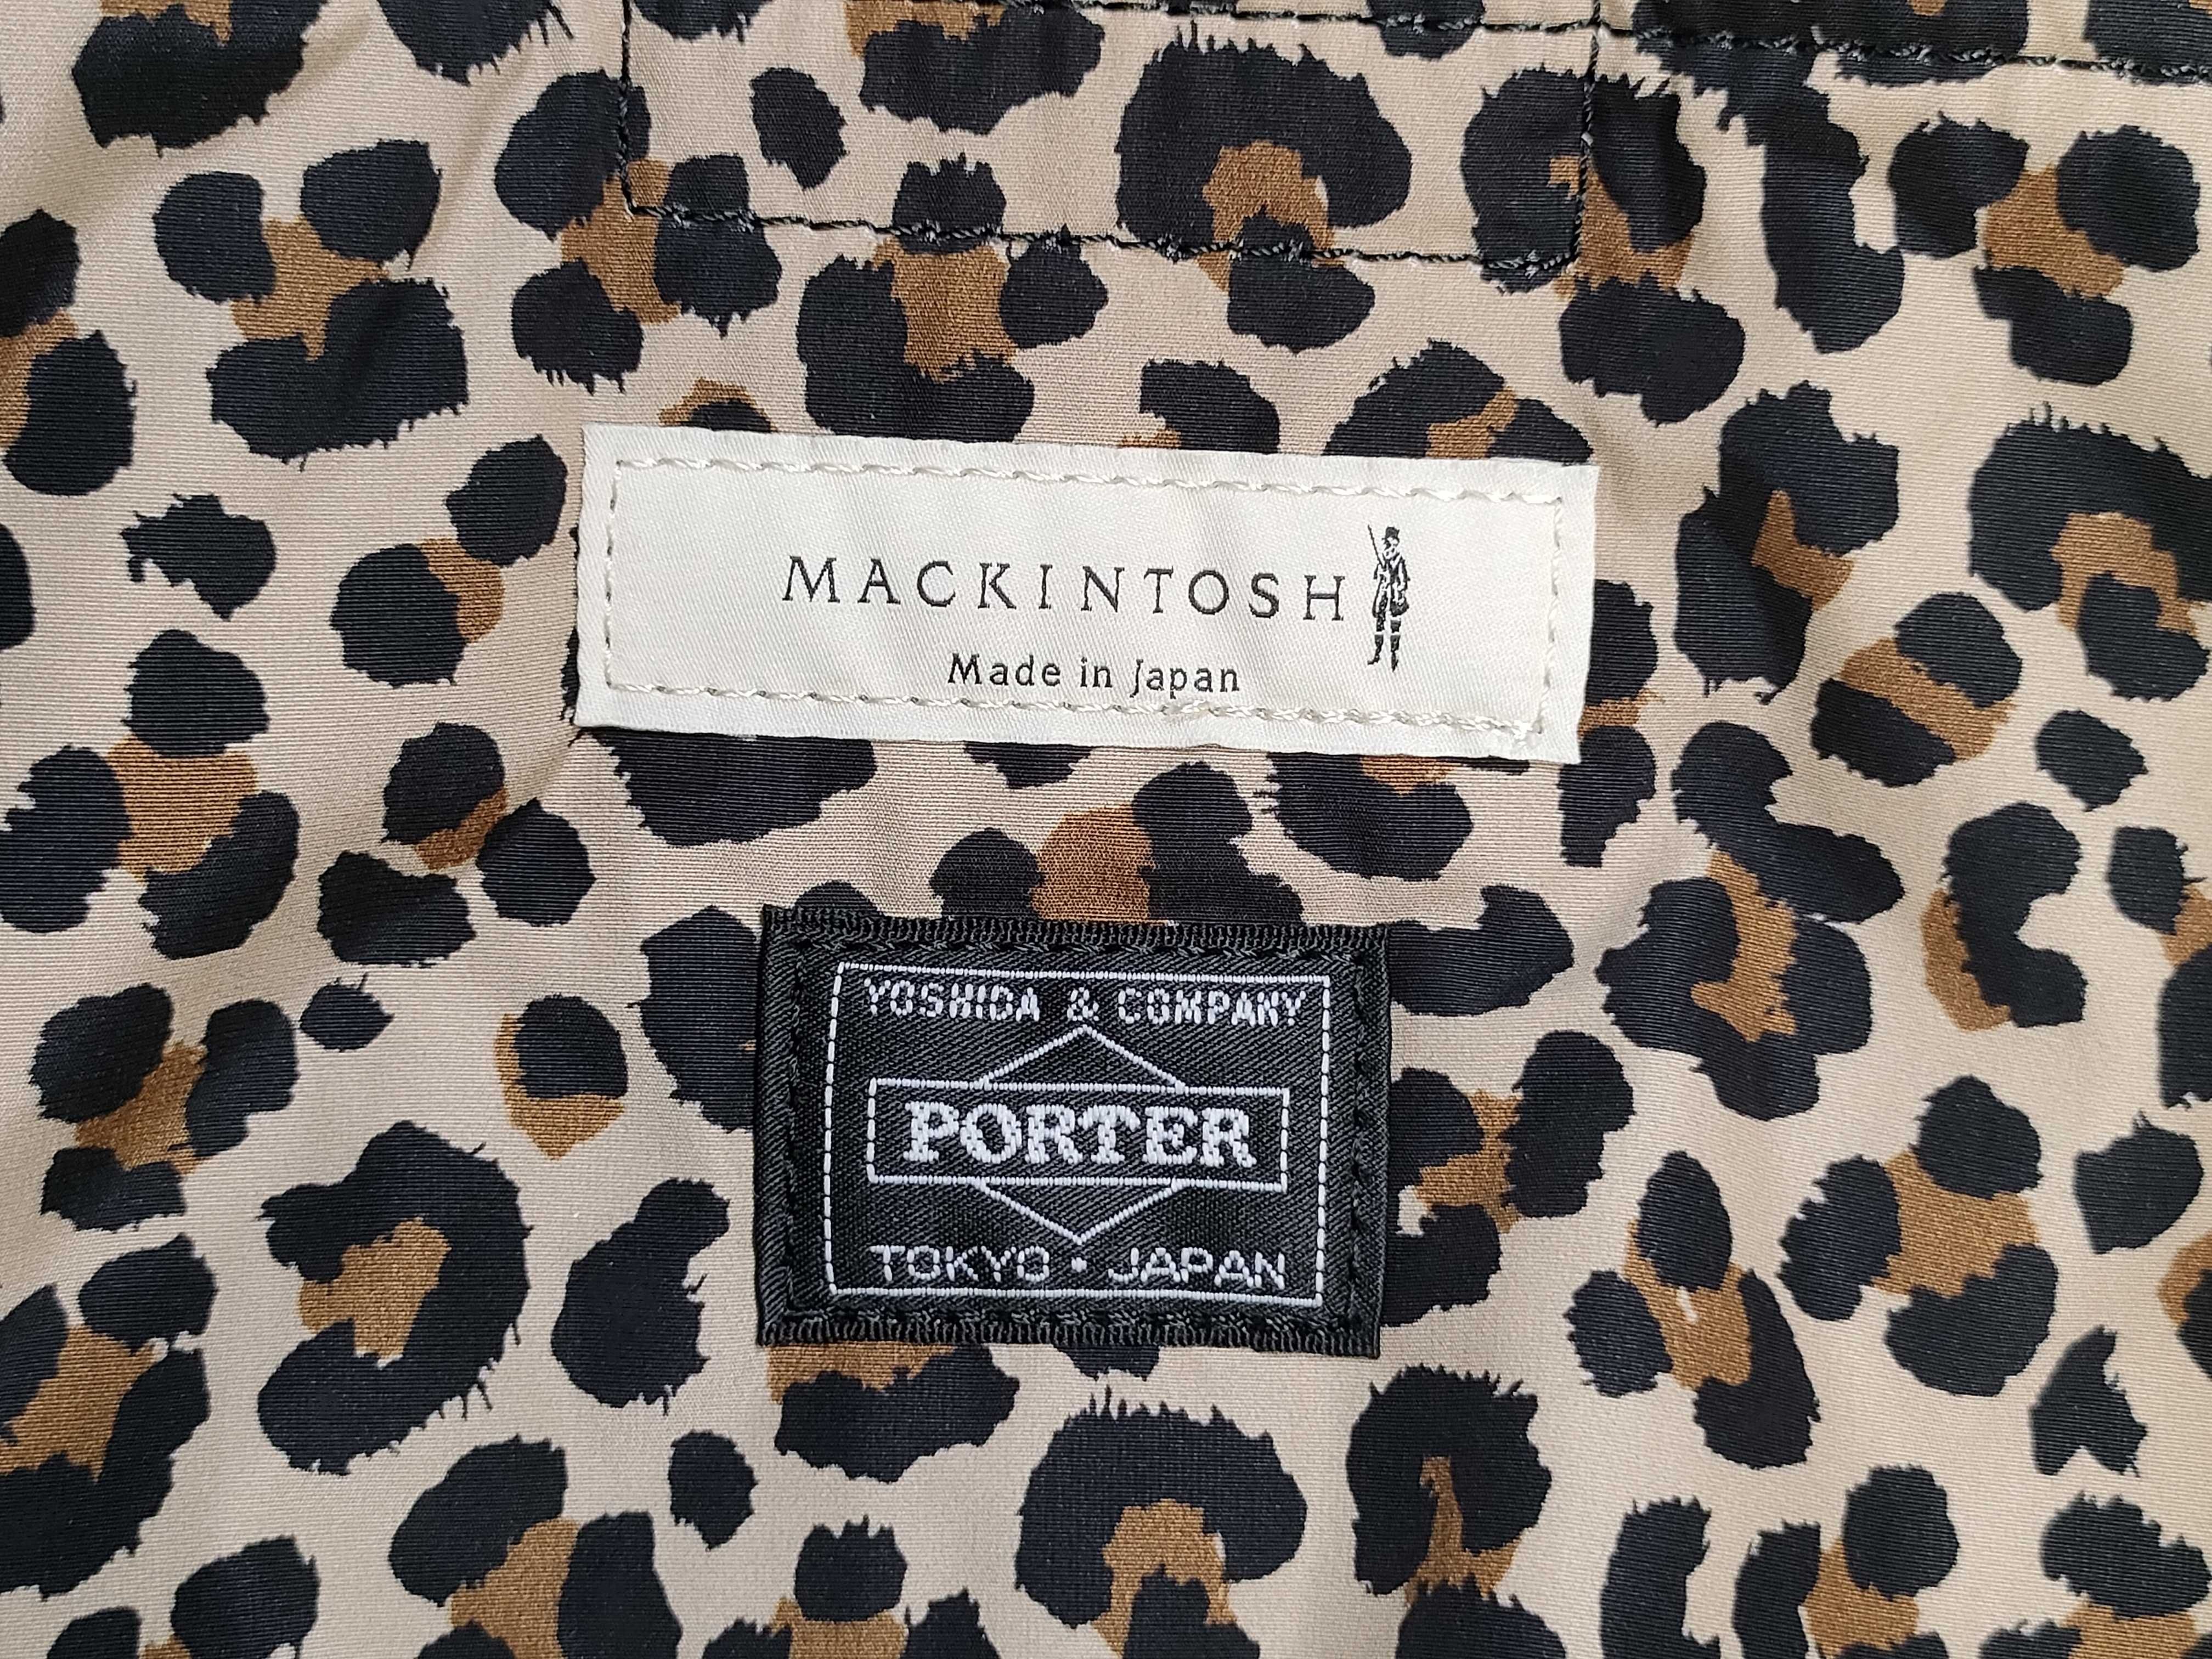 MACKINTOSH
Made in Japan
YOSHIDA & COMPANY
PORTER
TOKYO • JAPAN